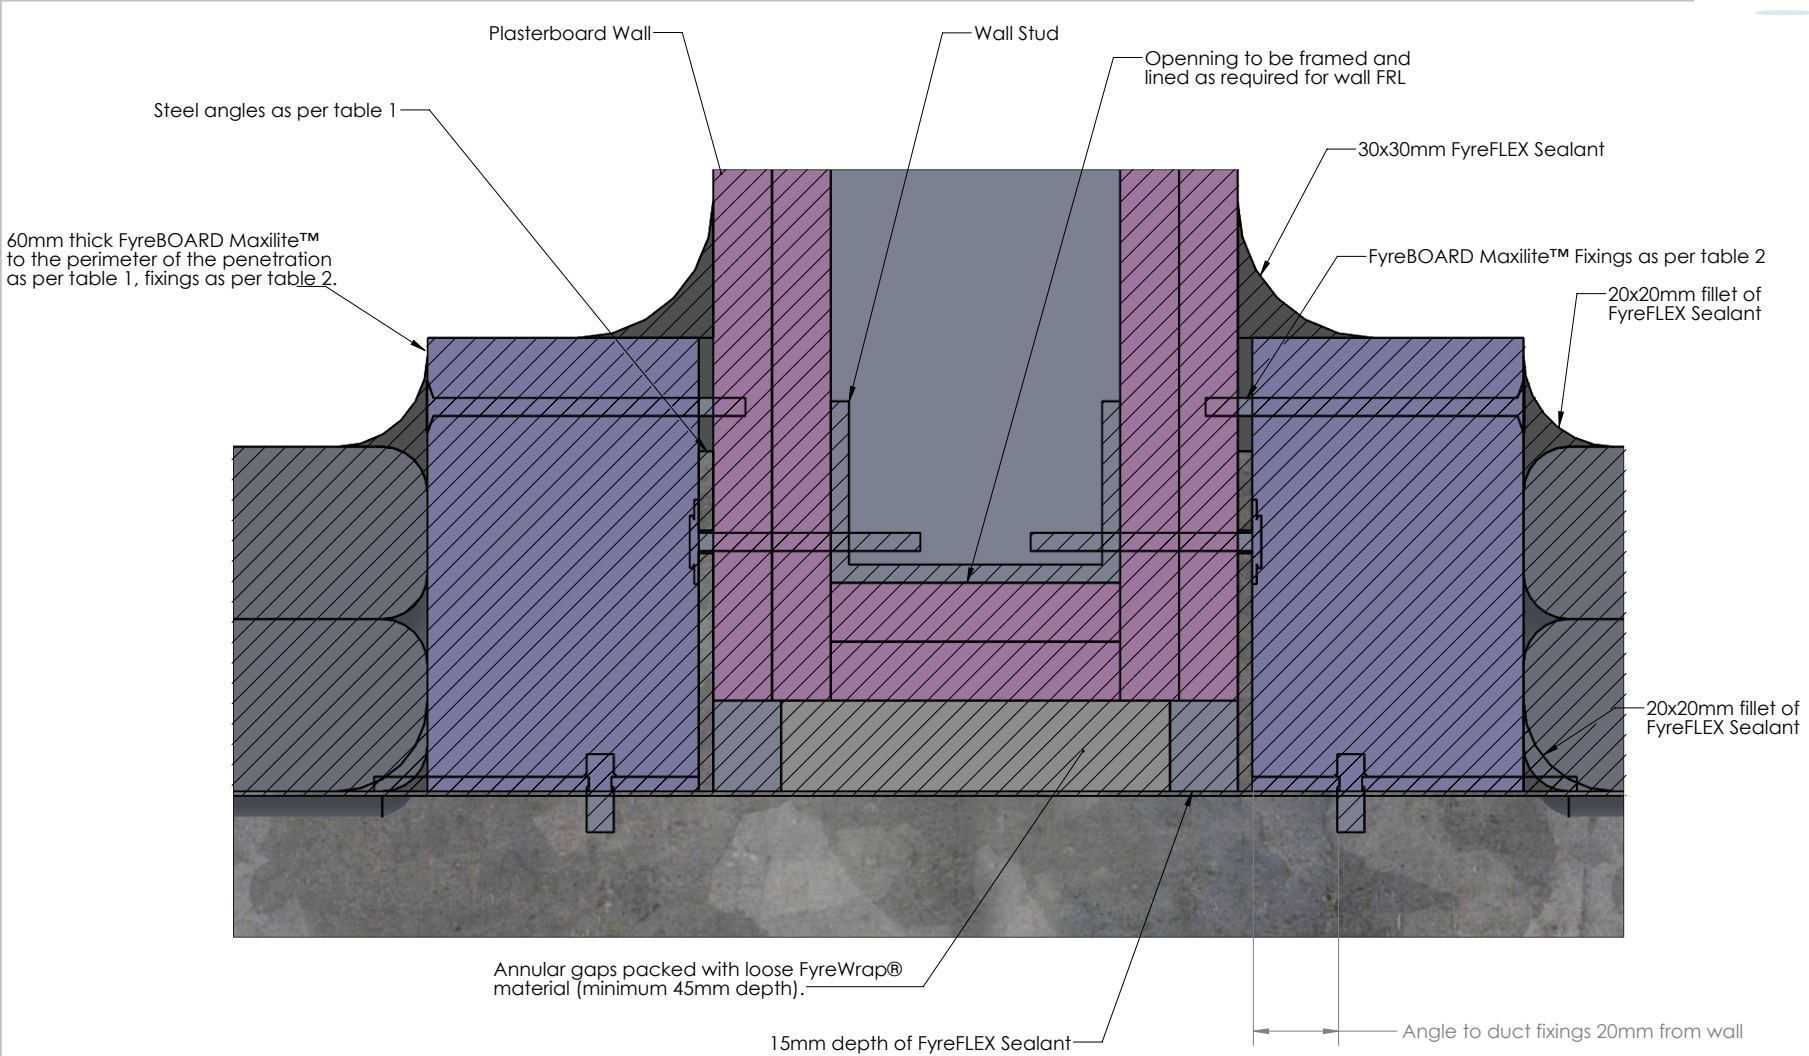 Plasterboard Wall
Wall Stud
Openning to be framed and
lined as required for wall FRL
Steel angles as per table 1
30x30mm FyreFLEX Sealant
60mm thick FyreBOARD Maxilite™
to the perimeter of the penetration
as per table 1, fixings as per table 2.
FyreBOARD Maxilite™ Fixings as per table 2
20x20mm fillet of
FyreFLEX Sealant
20x20mm fillet of
FyreFLEX Sealant
Annular gaps packed with loose FyreWrap®
material (minimum 45mm depth).
15mm depth of FyreFLEX Sealant
Angle to duct fixings 20mm from wall